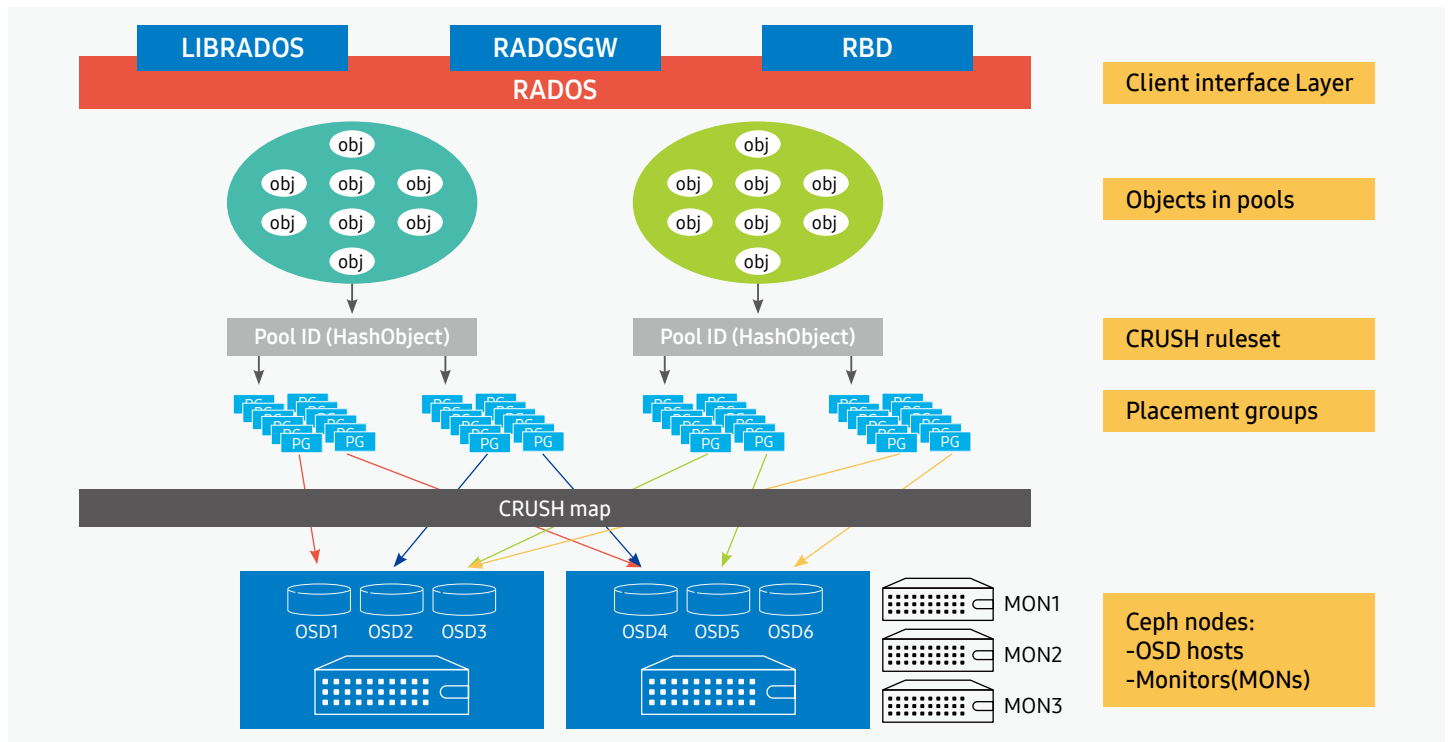 LIBRADOS
RADOSGW
RBD
RADOS
Client interface Layer
obj
obj
obj obj obj
obj obj obj
obj obj obj
obj obj obj
obj
obj
Objects in pools
Pool ID (HashObject)
Pool ID (HashObject)
CRUSH ruleset
PG PG
PG PG
PG PG
PG PG
Placement groups
CRUSH map
OSD1 OSD2 OSD3
OSD4 OSD5 OSD6
MON1
MON2
MON3
Ceph nodes:
-OSD hosts
-Monitors(MONs)